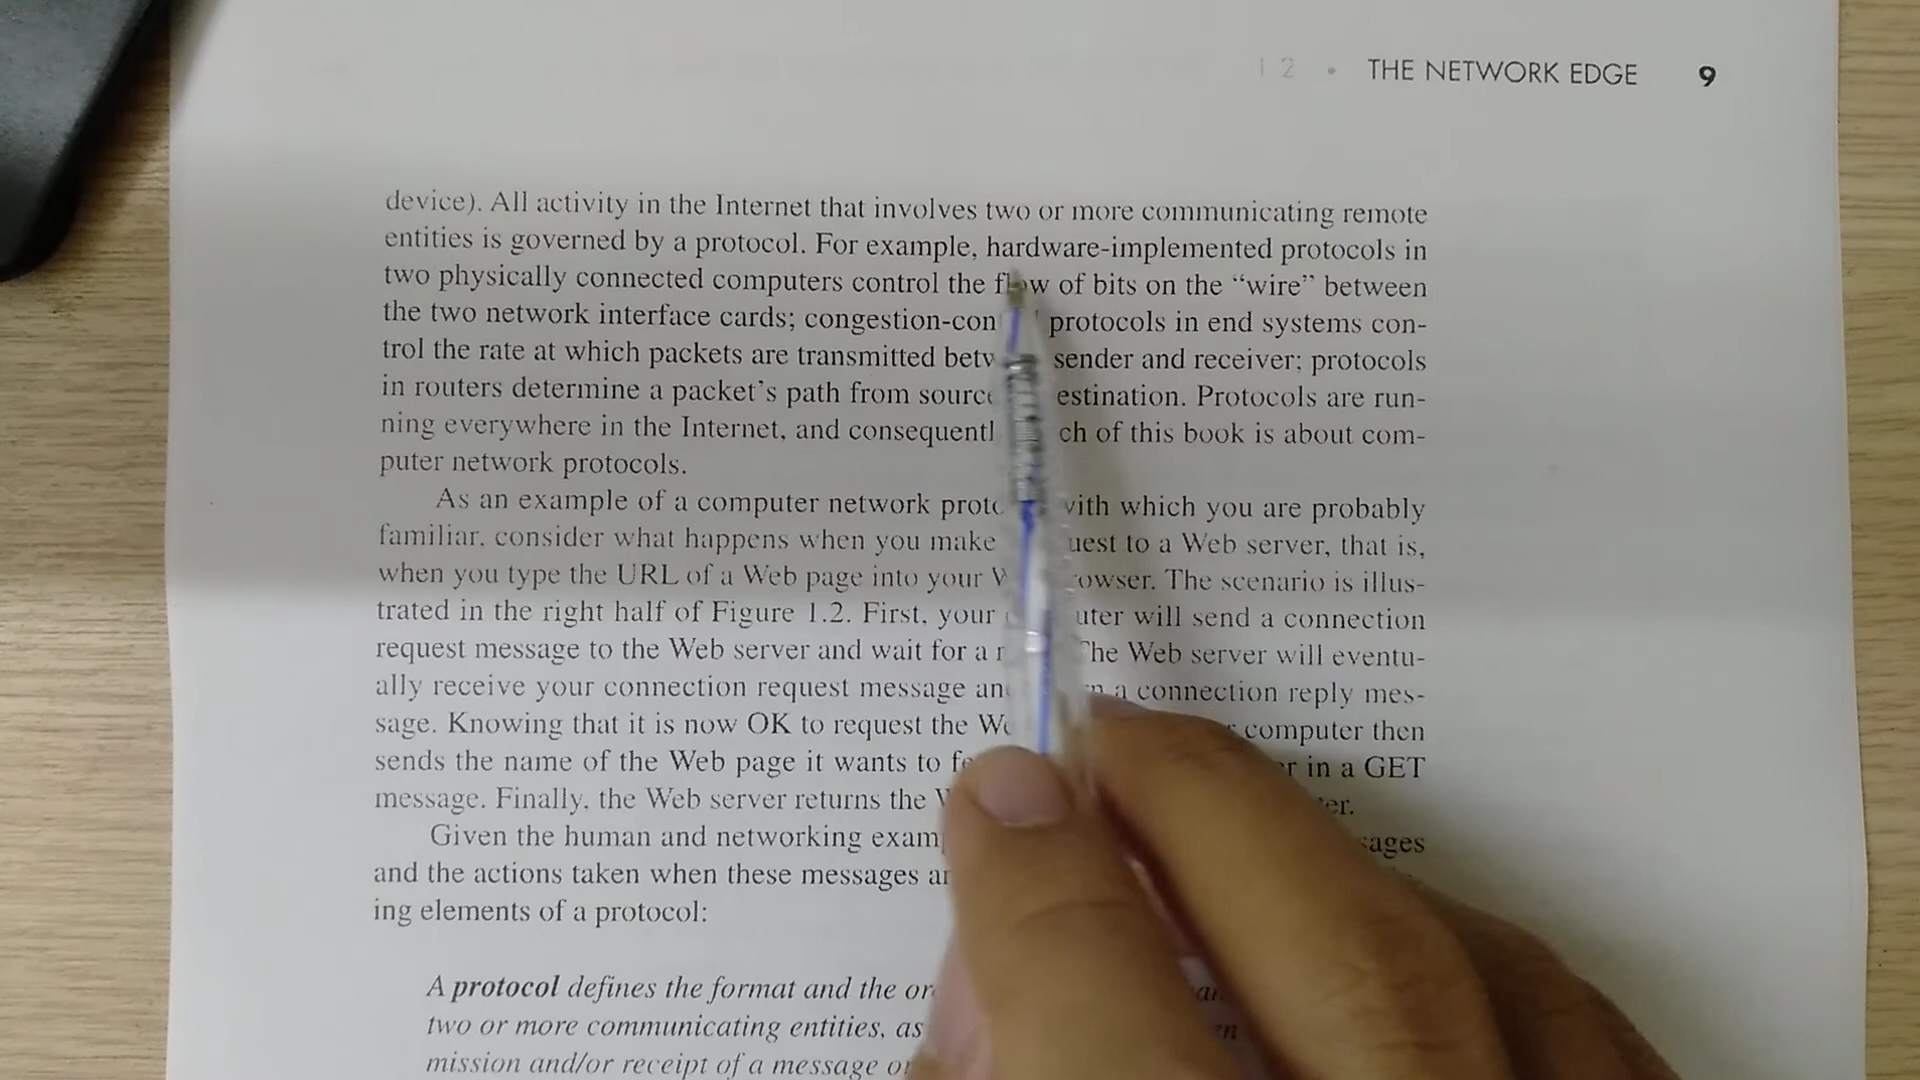 1 2 • THE NETWORK EDGE 9
device). All activity in the Internet that involves two or more communicating remote
entities is governed by a protocol. For example, hardware-implemented protocols in
two physically connected computers control the flow of bits on the “wire” between
the two network interface cards; congestion-con protocols in end systems con-
trol the rate at which packets are transmitted betw sender and receiver; protocols
in routers determine a packet’s path from source estination. Protocols are run-
ning everywhere in the Internet, and consequentl ch of this book is about com-
puter network protocols.
As an example of a computer network proto with which you are probably
familiar, consider what happens when you make uest to a Web server, that is,
when you type the URL of a Web page into your W rowser. The scenario is illus-
trated in the right half of Figure 1.2. First, your uter will send a connection
request message to the Web server and wait for a r The Web server will eventu-
ally receive your connection request message an a connection reply mes-
sage. Knowing that it is now OK to request the We computer then
sends the name of the Web page it wants to fe in a GET
message. Finally, the Web server returns the W
Given the human and networking exam sages
and the actions taken when these messages ar
ing elements of a protocol:
A protocol defines the format and the or
two or more communicating entities, as
mission and/or receipt of a message or